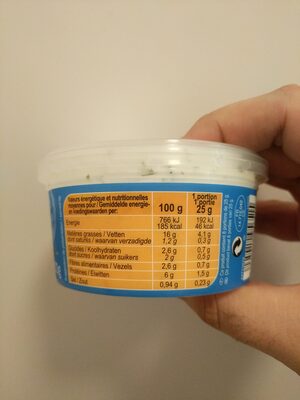 Valeurs énergétique et nutritionnelles
moyennes pour / Gemiddelde energie-
en voedingswaarden per:
100 g
1 portion
1 portie
25 g
Energie
766 kJ
192 kJ
185 kcal
46 kcal
Matières grasses / Vetten
16 g
4,1 g
dont saturés / waarvan verzadigde
1,2 g
0,3 g
Glucides / Koolhydraten
2,6 g
0,7 g
dont sucres / waarvan suikers
2 g
0,5 g
Fibres alimentaires / Vezels
2,6 g
0,7 g
Protéines / Eiwitten
6 g
1,5 g
Sel / Zout
0,94 g
0,23 g